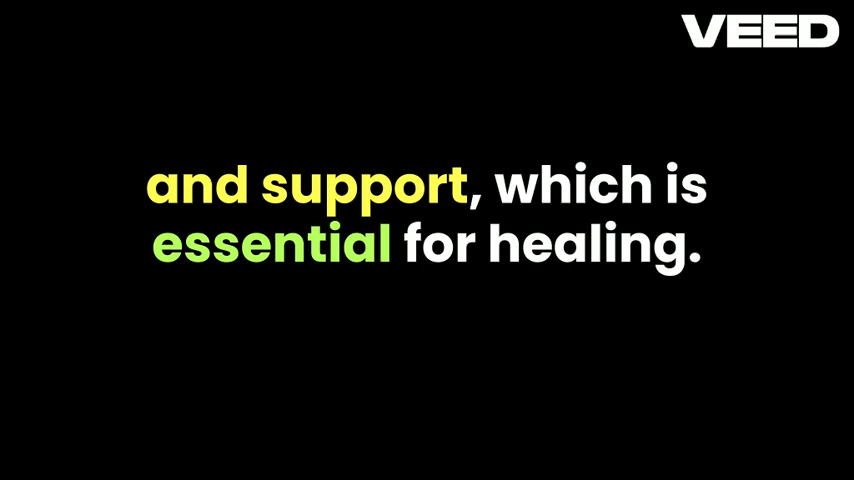 VEED
and support, which is
essential for healing.